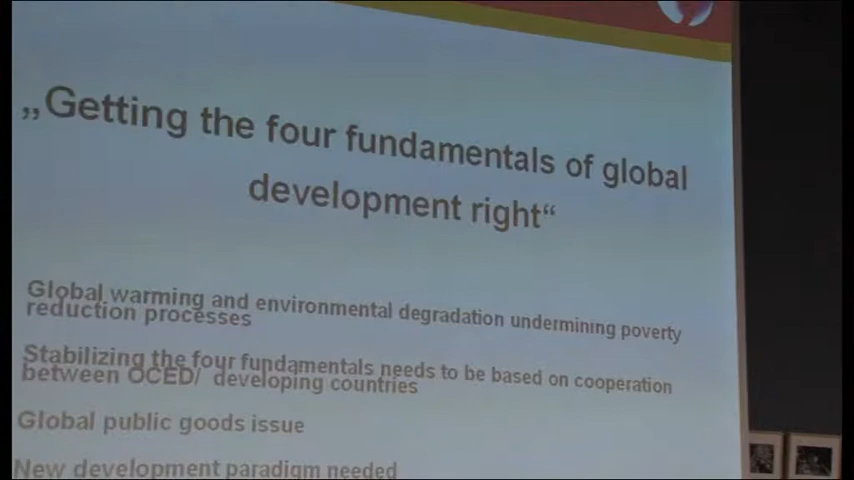 „Getting the four fundamentals of global
development right“
Global warming and environmental degradation undermining poverty
reduction processes
Stabilizing the four fundamentals needs to be based on cooperation
between OCED/ developing countries
Global public goods issue
New development paradigm needed